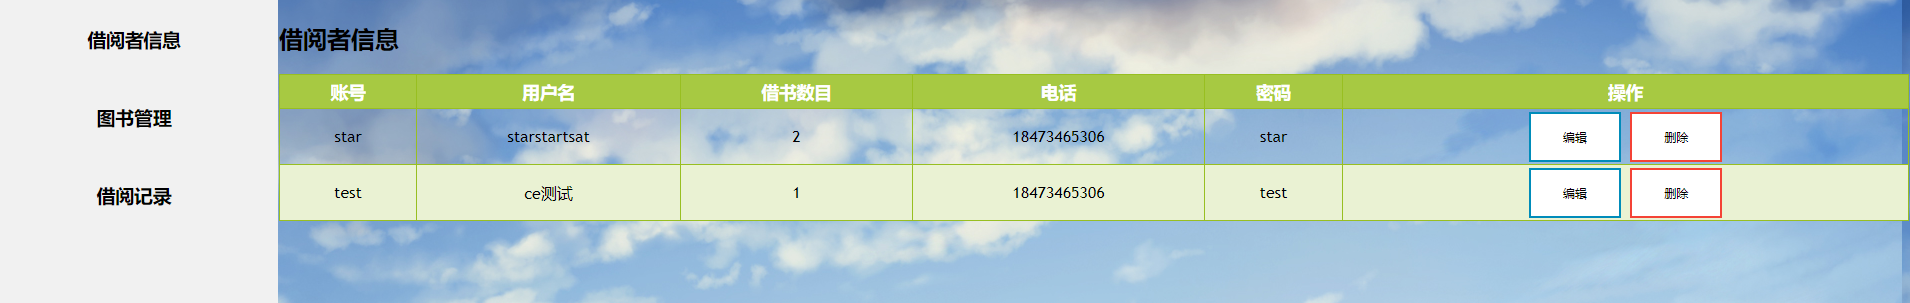 借阅者信息
图书管理
借阅记录
借阅者信息
账号 用户名 借书数目 电话 密码 操作
star starstartsat 2 18473465306 star 编辑 删除
test ce测试 1 18473465306 test 编辑 删除